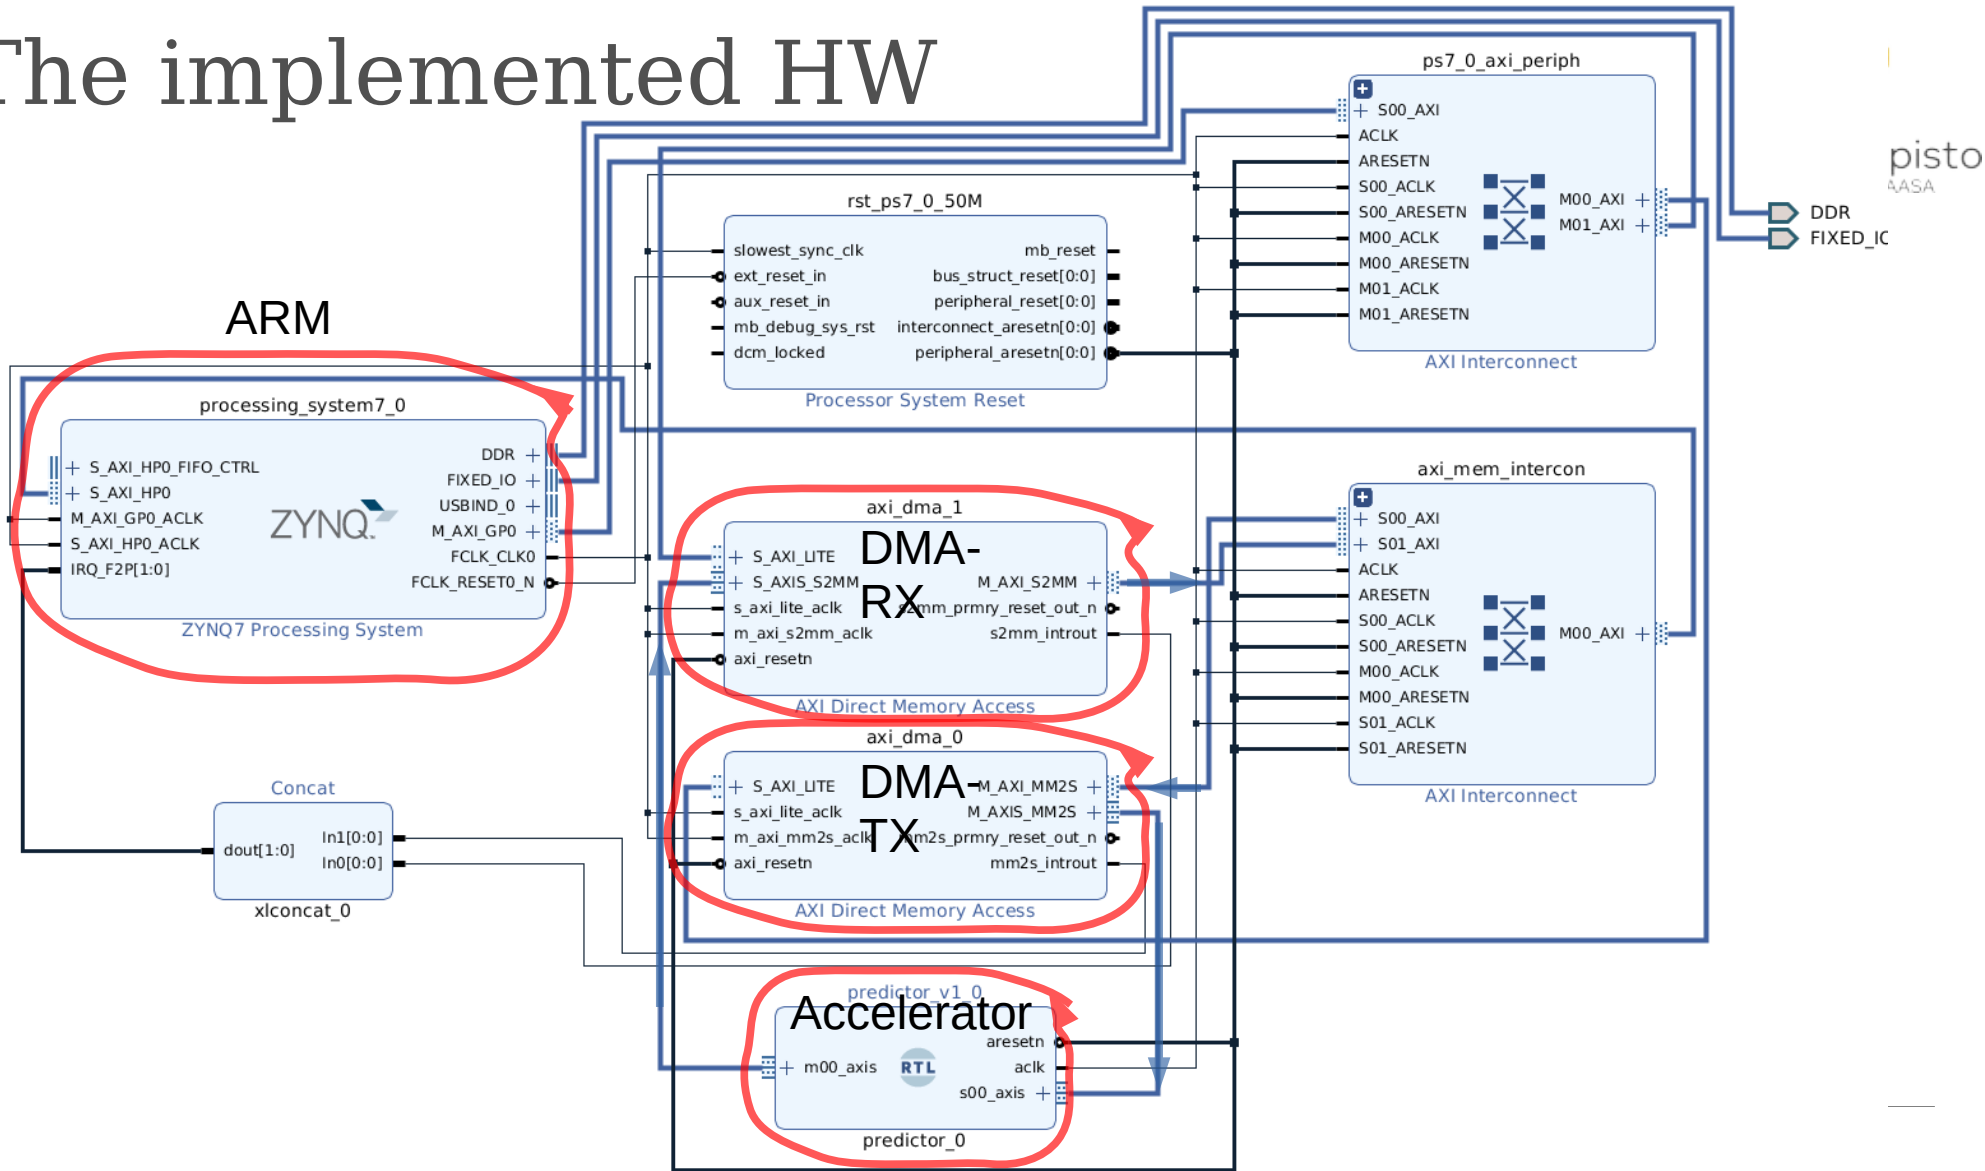 The implemented HW
pisto
AASA
ps7_0_axi_periph
S00_AXI
ACLK
ARESETN
S00_ACLK
S00_ARESETN
M00_ACLK
M00_ARESETN
M01_ACLK
M01_ARESETN
M00_AXI
M01_AXI
AXI Interconnect
DDR
FIXED_IO
rst_ps7_0_50M
slowest_sync_clk
ext_reset_in
aux_reset_in
mb_debug_sys_rst
dcm_locked
mb_reset
bus_struct_reset[0:0]
peripheral_reset[0:0]
interconnect_aresetn[0:0]
peripheral_aresetn[0:0]
Processor System Reset
ARM
processing_system7_0
S_AXI_HP0_FIFO_CTRL
S_AXI_HP0
M_AXI_GP0_ACLK
S_AXI_HP0_ACLK
IRQ_F2P[1:0]
ZYNQ
DDR
FIXED_IO
USBIND_0
M_AXI_GP0
FCLK_CLK0
FCLK_RESET0_N
ZYNQ7 Processing System
axi_dma_1
DMA-
RX
S_AXI_LITE
S_AXIS_S2MM
s_axi_lite_aclk
m_axi_s2mm_aclk
axi_resetn
M_AXI_S2MM
s2mm_prmry_reset_out_n
s2mm_introut
AXI Direct Memory Access
axi_mem_intercon
S00_AXI
S01_AXI
ACLK
ARESETN
S00_ACLK
S00_ARESETN
M00_ACLK
M00_ARESETN
S01_ACLK
S01_ARESETN
M00_AXI
AXI Interconnect
axi_dma_0
DMA-
TX
S_AXI_LITE
s_axi_lite_aclk
m_axi_mm2s_aclk
axi_resetn
M_AXI_MM2S
M_AXIS_MM2S
mm2s_prmry_reset_out_n
mm2s_introut
AXI Direct Memory Access
Concat
dout[1:0]
In1[0:0]
In0[0:0]
xlconcat_0
predictor_v1_0
Accelerator
m00_axis
RTL
aresetn
aclk
s00_axis
predictor_0